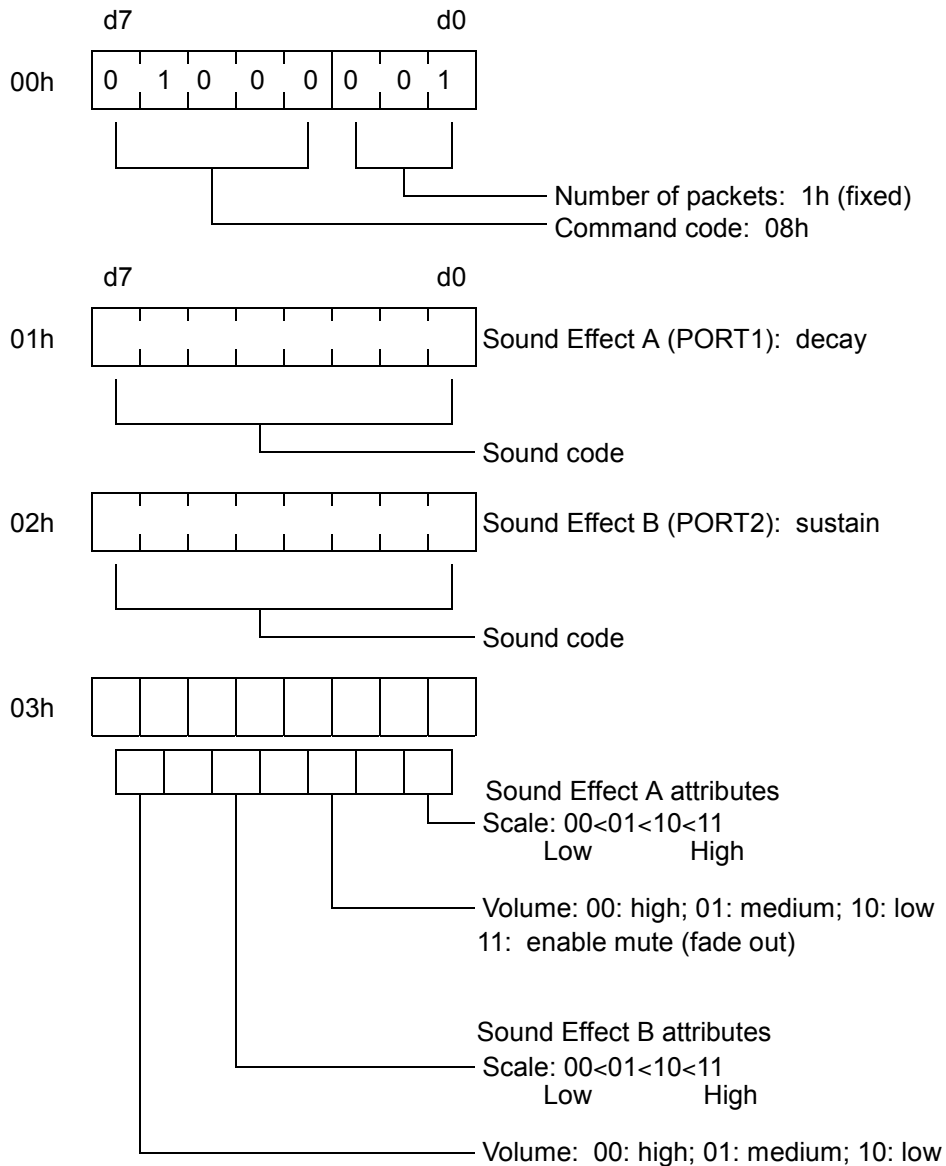 d7 d0
00h 0 1 0 0 0 0 0 1
Number of packets: 1h (fixed)
Command code: 08h
d7 d0
01h Sound Effect A (PORT1): decay
Sound code
02h Sound Effect B (PORT2): sustain
Sound code
03h
Sound Effect A attributes
Scale: 00<01<10<11
Low High
Volume: 00: high; 01: medium; 10: low
11: enable mute (fade out)
Sound Effect B attributes
Scale: 00<01<10<11
Low High
Volume: 00: high; 01: medium; 10: low